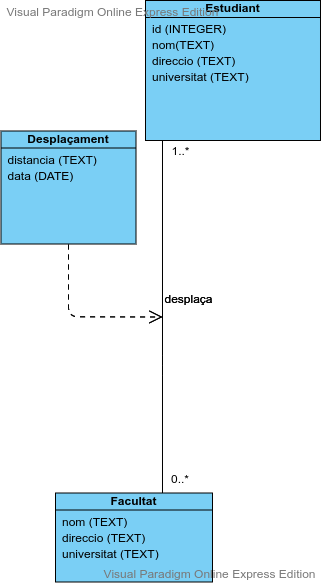 Visual Paradigm Online Express Edition
Estudiant
id (INTEGER)
nom(TEXT)
direccio (TEXT)
universitat (TEXT)
1..*
Desplaçament
distancia (TEXT)
data (DATE)
desplaça
0..*
Facultat
nom (TEXT)
direccio (TEXT)
universitat (TEXT)
Visual Paradigm Online Express Edition